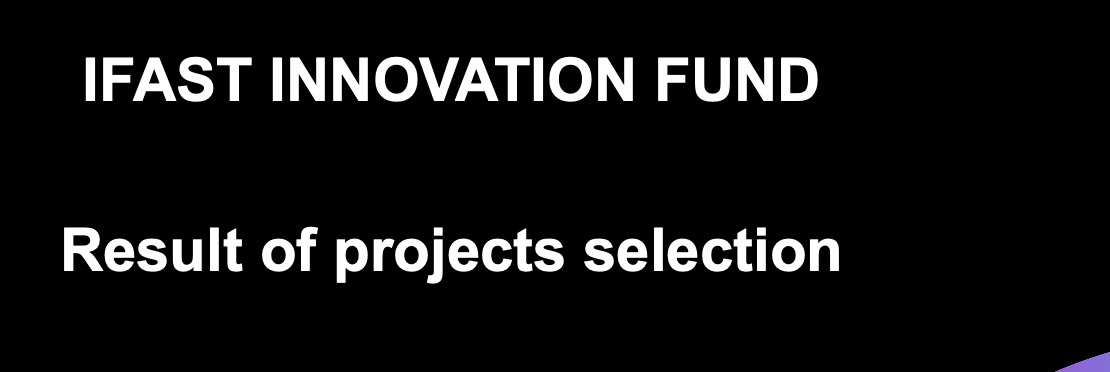 IFAST INNOVATION FUND
Result of projects selection